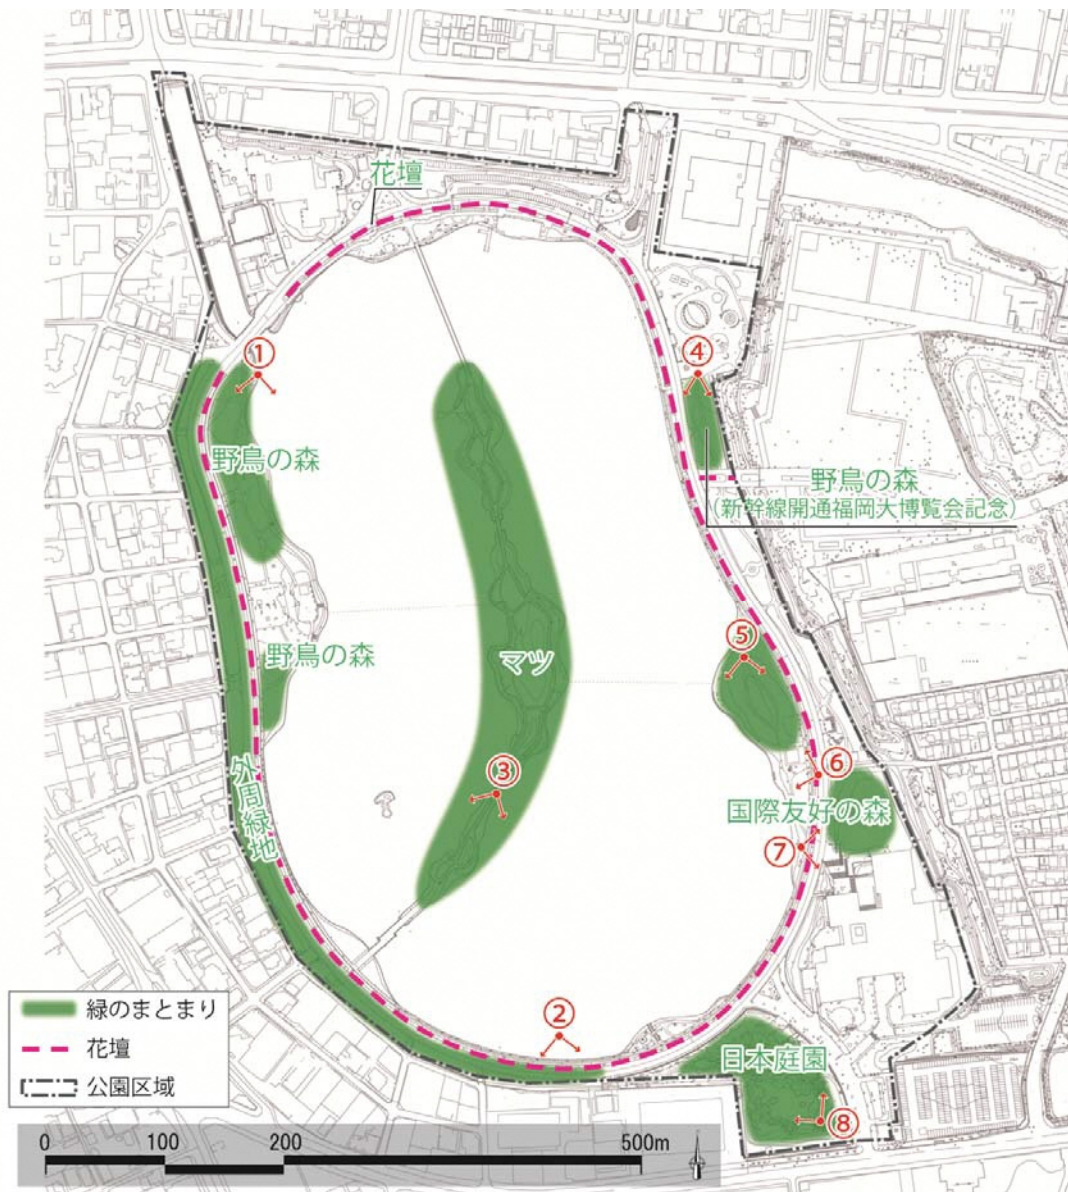 花壇
①
④
野鳥の森
野鳥の森
(新幹線開通福岡大博覧会記念)
⑤
野鳥の森
マツ
③
⑥
外周緑地
国際友好の森
⑦
緑のまとまり
花壇
公園区域
②
日本庭園
⑧
0 100 200 500m